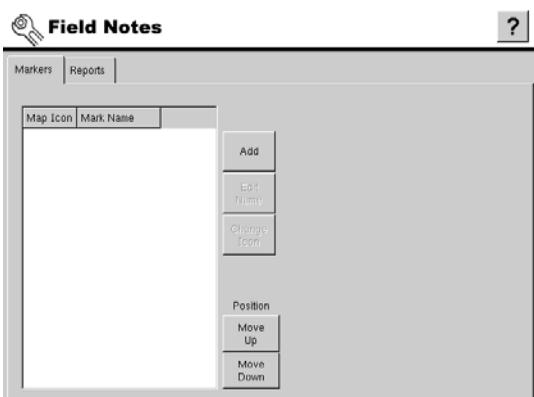 Field Notes
?
Markers Reports
Map Icon Mark Name
Add
Edit
Name
Change
Icon
Position
Move
Up
Move
Down